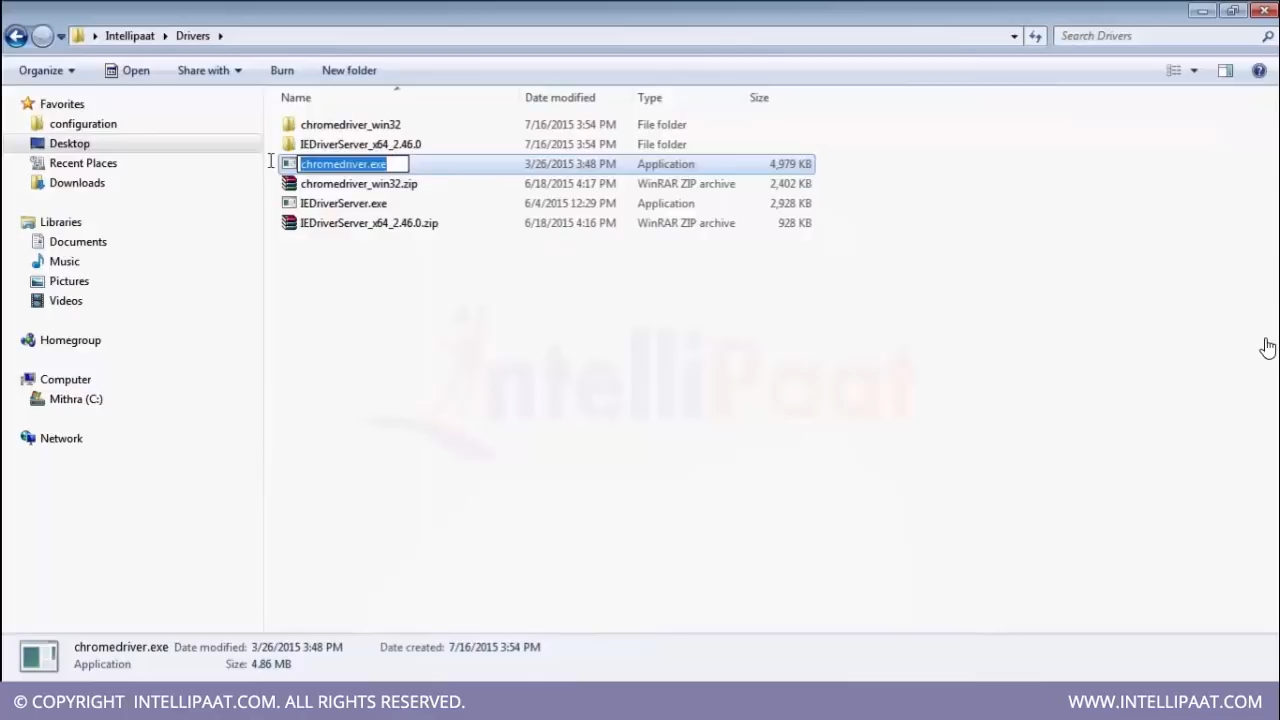 Intellipaat Drivers Search Drivers
Organize Open Share with Burn New folder
Name Date modified Type Size
Favorites
configuration
Desktop
Recent Places
Downloads
Libraries
Documents
Music
Pictures
Videos
Homegroup
Computer
Mithra (C:)
Network
chromedriver_win32 7/16/2015 3:54 PM File folder
IEDriverServer_x64_2.46.0 7/16/2015 3:54 PM File folder
chromedriver.exe 3/26/2015 3:48 PM Application 4,979 KB
chromedriver_win32.zip 6/18/2015 4:17 PM WinRAR ZIP archive 2,402 KB
IEDriverServer.exe 6/4/2015 12:29 PM Application 2,928 KB
IEDriverServer_x64_2.46.0.zip 6/18/2015 4:16 PM WinRAR ZIP archive 928 KB
IntelliPaat
chromedriver.exe Date modified: 3/26/2015 3:48 PM Date created: 7/16/2015 3:54 PM
Application Size: 4.86 MB
© COPYRIGHT INTELLIPAAT.COM. ALL RIGHTS RESERVED. WWW.INTELLIPAAT.COM